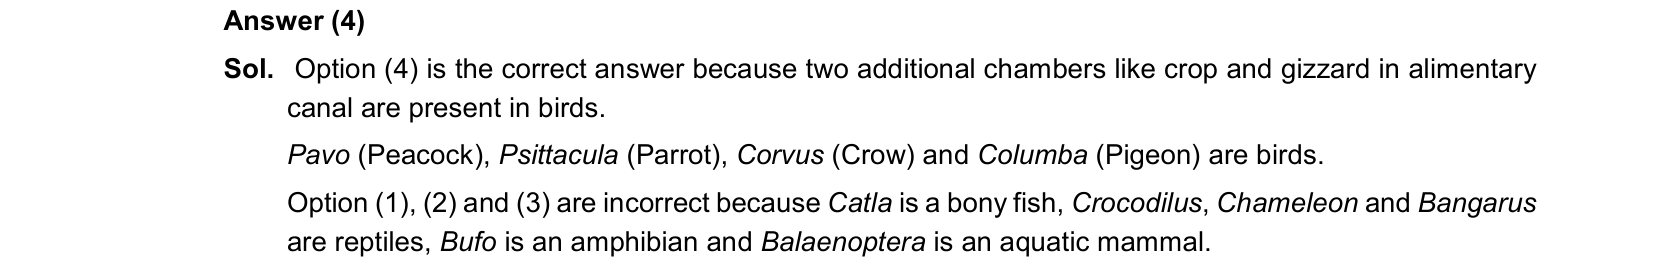 Answer (4)
Sol. Option (4) is the correct answer because two additional chambers like crop and gizzard in alimentary
canal are present in birds.
Pavo (Peacock), Psittacula (Parrot), Corvus (Crow) and Columba (Pigeon) are birds.
Option (1), (2) and (3) are incorrect because Catla is a bony fish, Crocodilus, Chameleon and Bangarus
are reptiles, Bufo is an amphibian and Balaenoptera is an aquatic mammal.